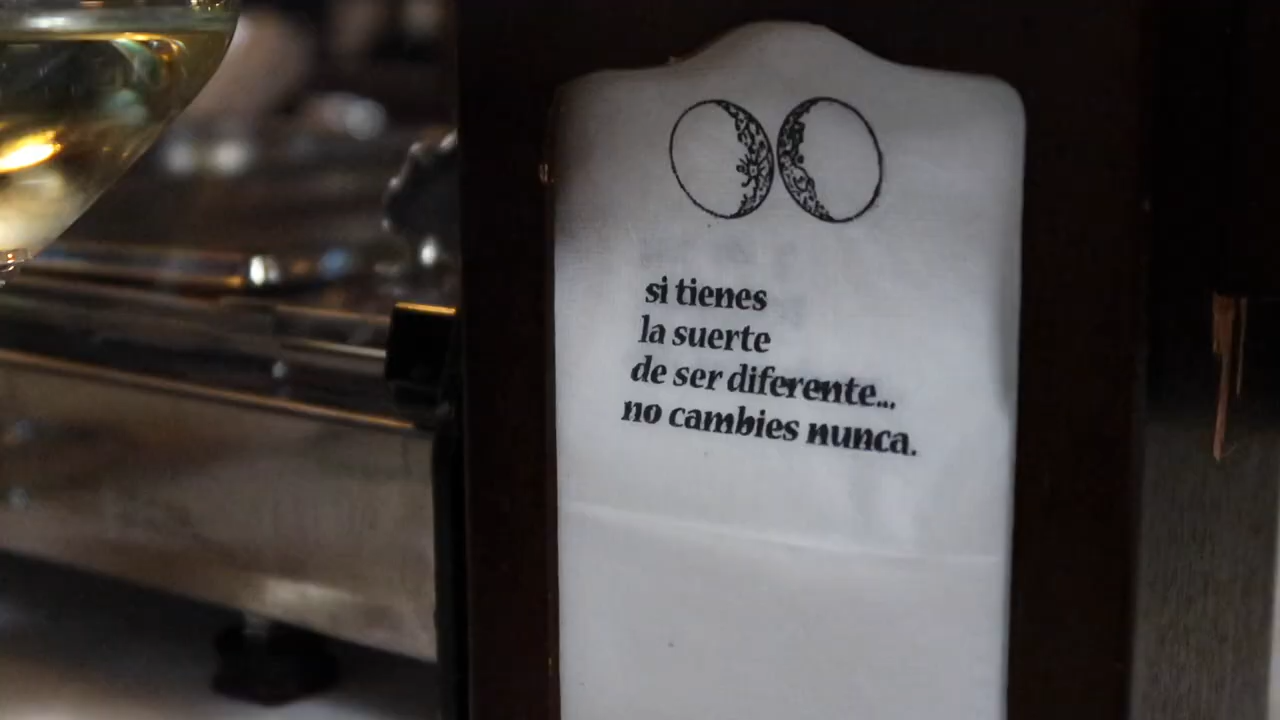 si tienes
la suerte
de ser diferente...
no cambies nunca.